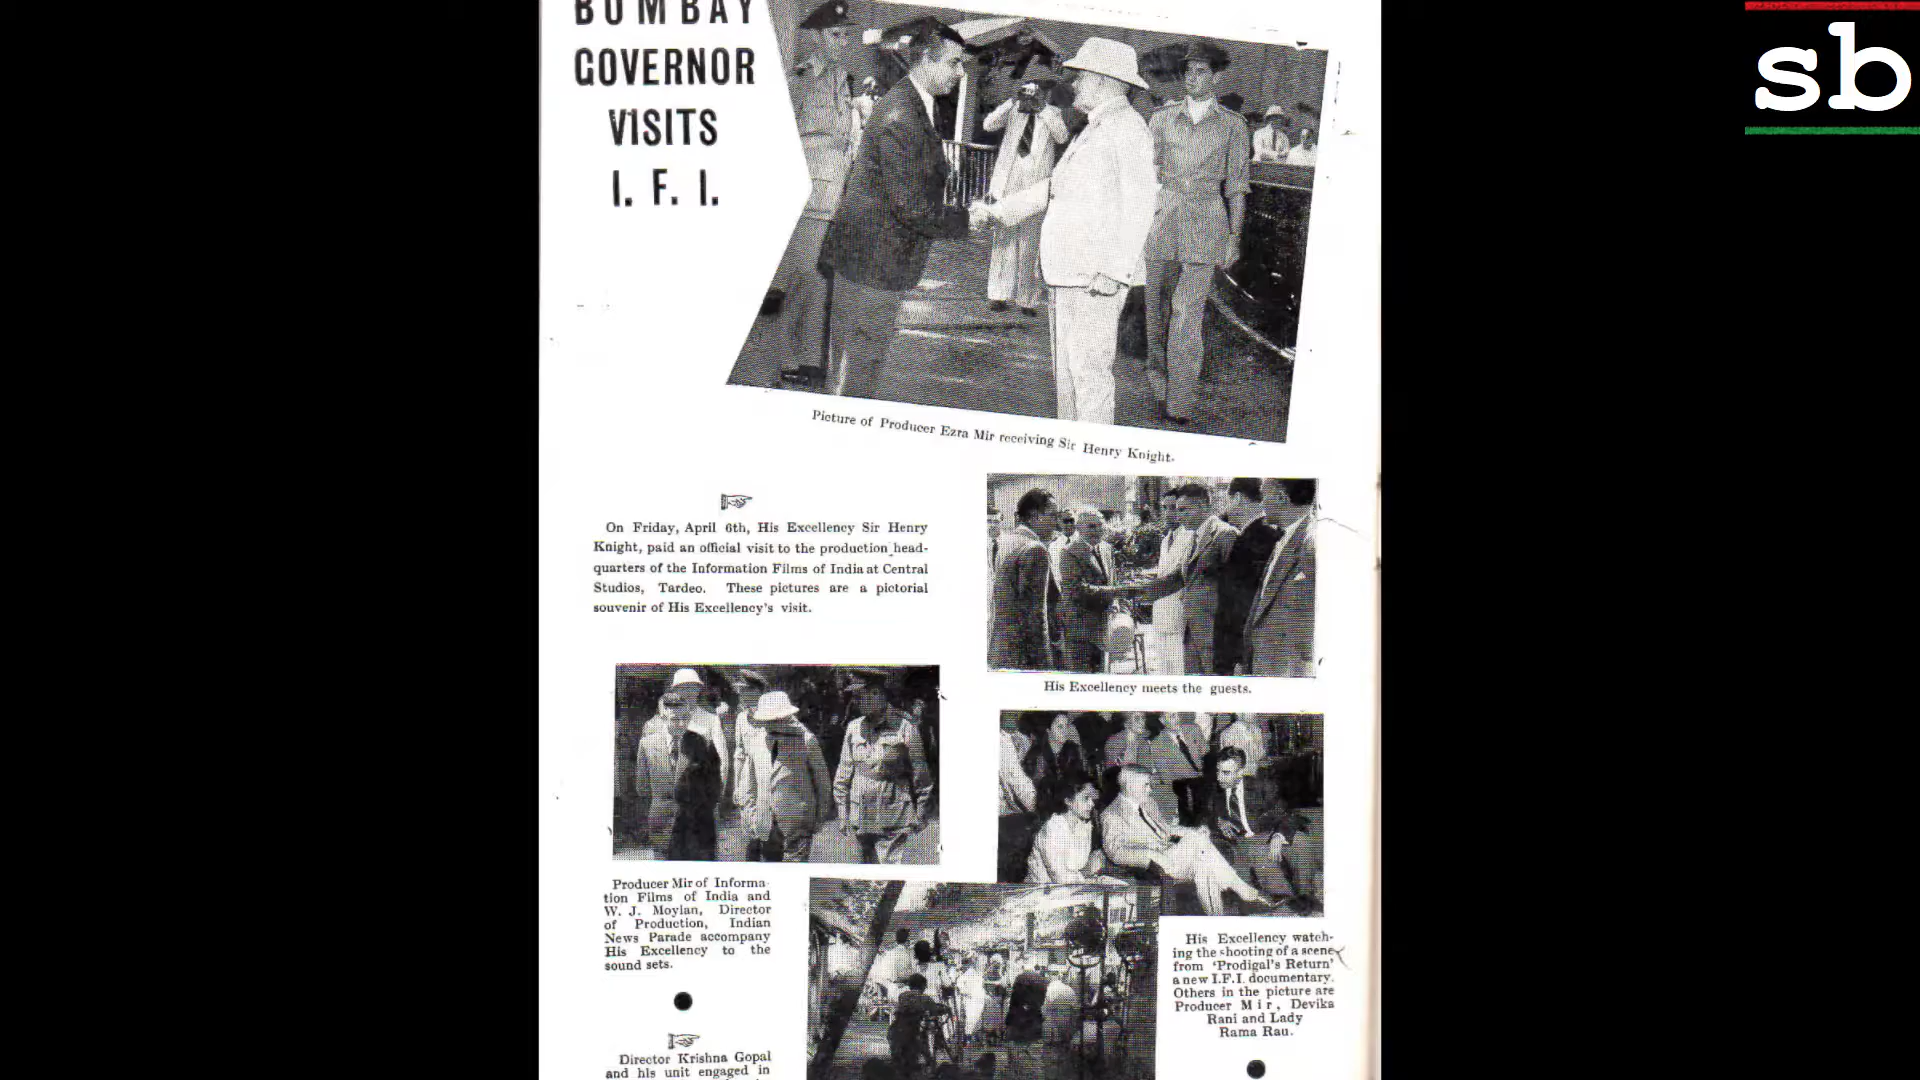 BOMBAY
GOVERNOR
VISITS
I. F. I.
sb
Picture of Producer Ezra Mir receiving Sir Henry Knight.
On Friday, April 6th, His Excellency Sir Henry
Knight, paid an official visit to the production head-
quarters of the Information Films of India at Central
Studios, Tardeo. These pictures are a pictorial
souvenir of His Excellency's visit.
His Excellency meets the guests.
Producer Mir of Informa-
tion Films of India and
W. J. Moylan, Director
of Production, Indian
News Parade accompany
His Excellency to the
sound sets.
His Excellency watch-
ing the shooting of a scene
from 'Prodigal's Return'
a new I.F.I. documentary.
Others in the picture are
Producer Mir, Devika
Rani and Lady
Rama Rau.
Director Krishna Gopal
and his unit engaged in